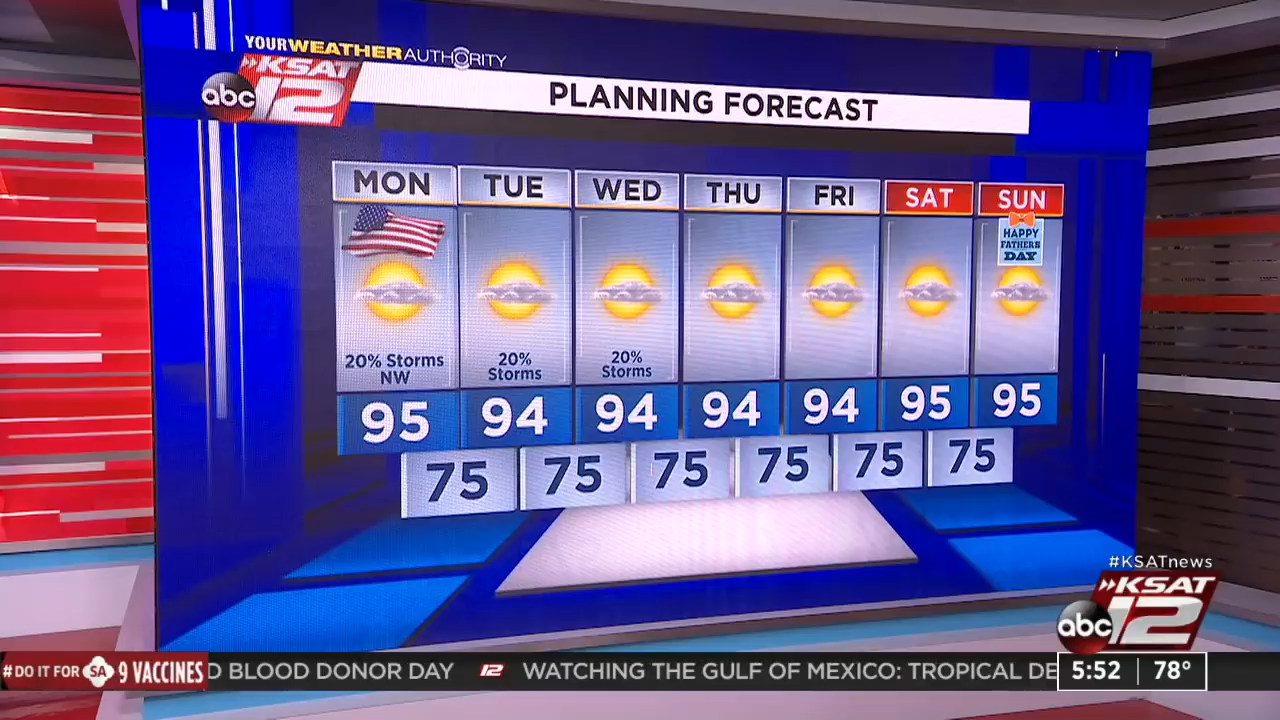 YOURWEATHERAUTHORITY
»KSAT
abc 12
PLANNING FORECAST
MON TUE WED THU FRI SAT SUN
HAPPY
FATHERS
DAY
20% Storms
NW
20%
Storms
20%
Storms
95 94 94 94 94 95 95
75 75 75 75 75 75
#KSATnews
»KSAT
abc 12
#DO IT FOR SA 9 VACCINES D BLOOD DONOR DAY 12 WATCHING THE GULF OF MEXICO: TROPICAL DE 5:52 78°